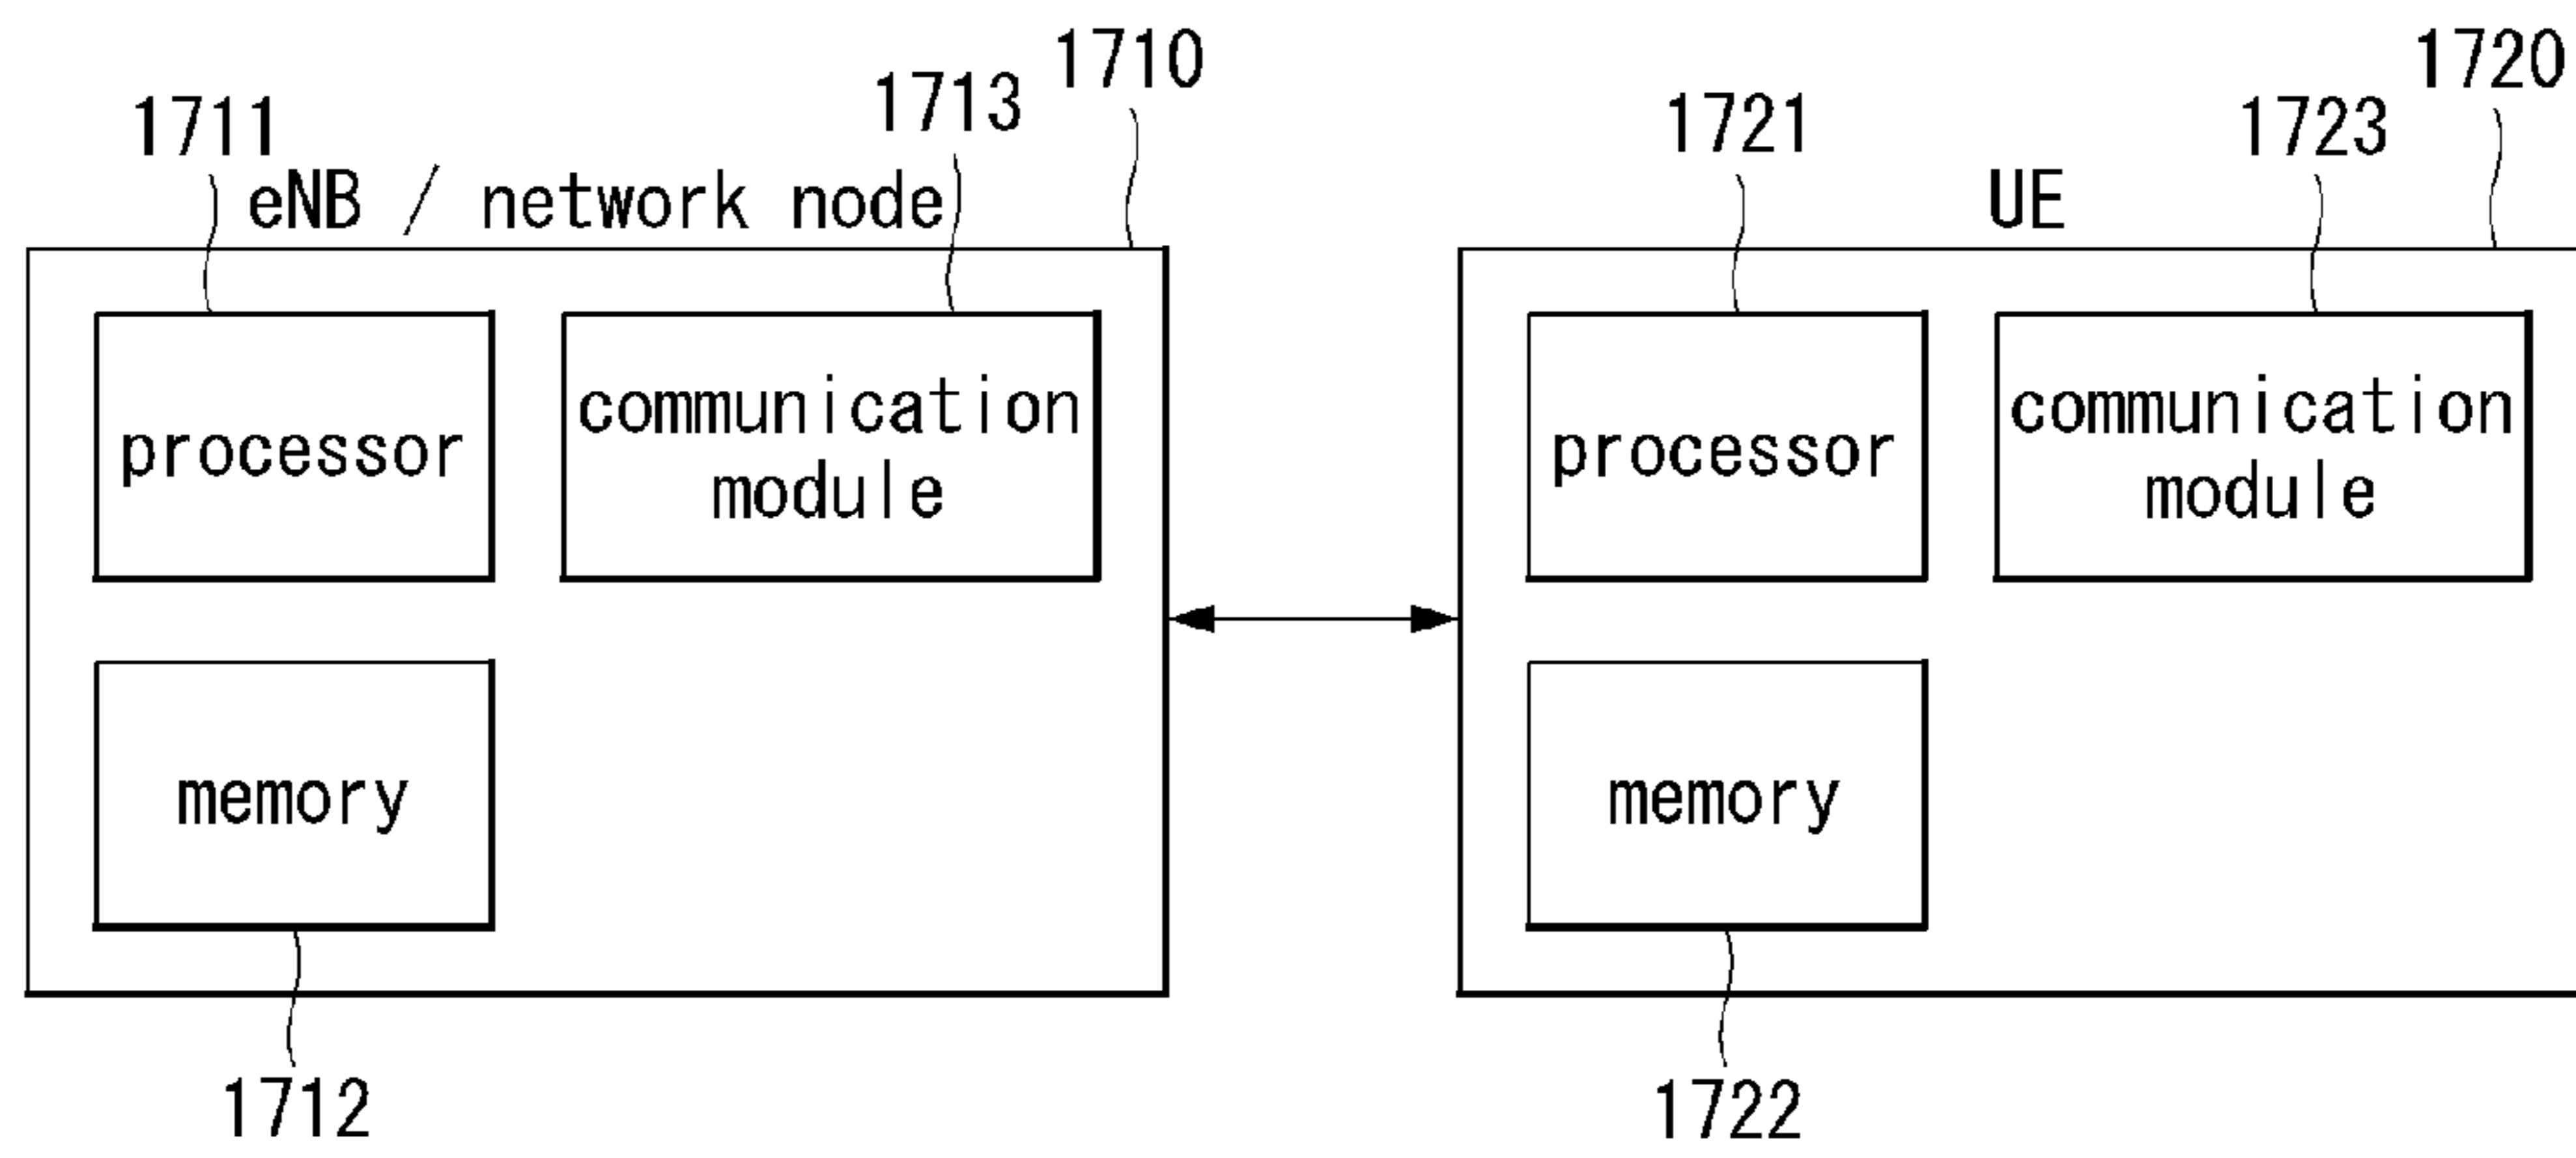 1710
1720
1713
1711
1721
1723
eNB / network node
UE
processor
communication
module
processor
communication
module
memory
memory
1712
1722